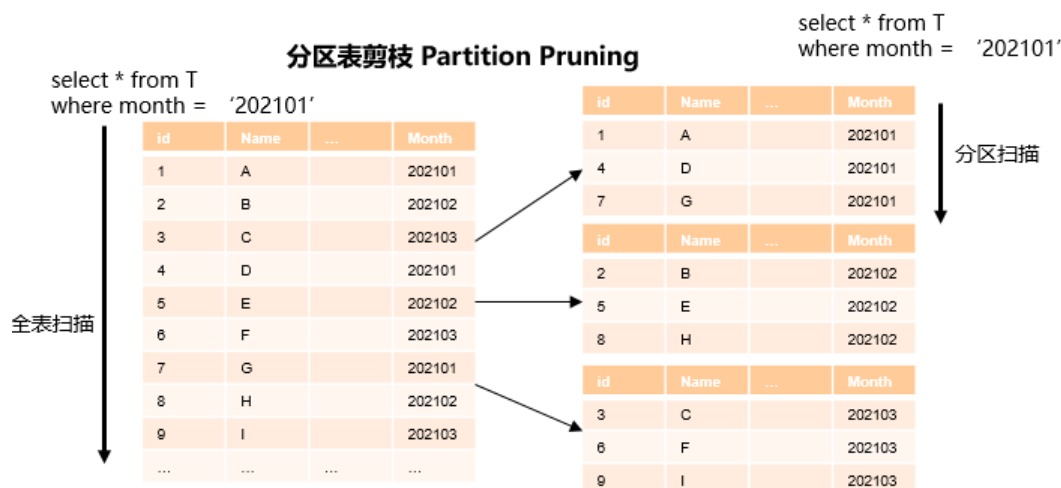 分区表剪枝 Partition Pruning
select * from T
where month = ‘202101’
全表扫描
id Name ... Month
1 A 202101
2 B 202102
3 C 202103
4 D 202101
5 E 202102
6 F 202103
7 G 202101
8 H 202102
9 I 202103
... ... ... ...
select * from T
where month = ‘202101’
分区扫描
id Name ... Month
1 A 202101
4 D 202101
7 G 202101
id Name ... Month
2 B 202102
5 E 202102
8 H 202102
id Name ... Month
3 C 202103
6 F 202103
9 I 202103